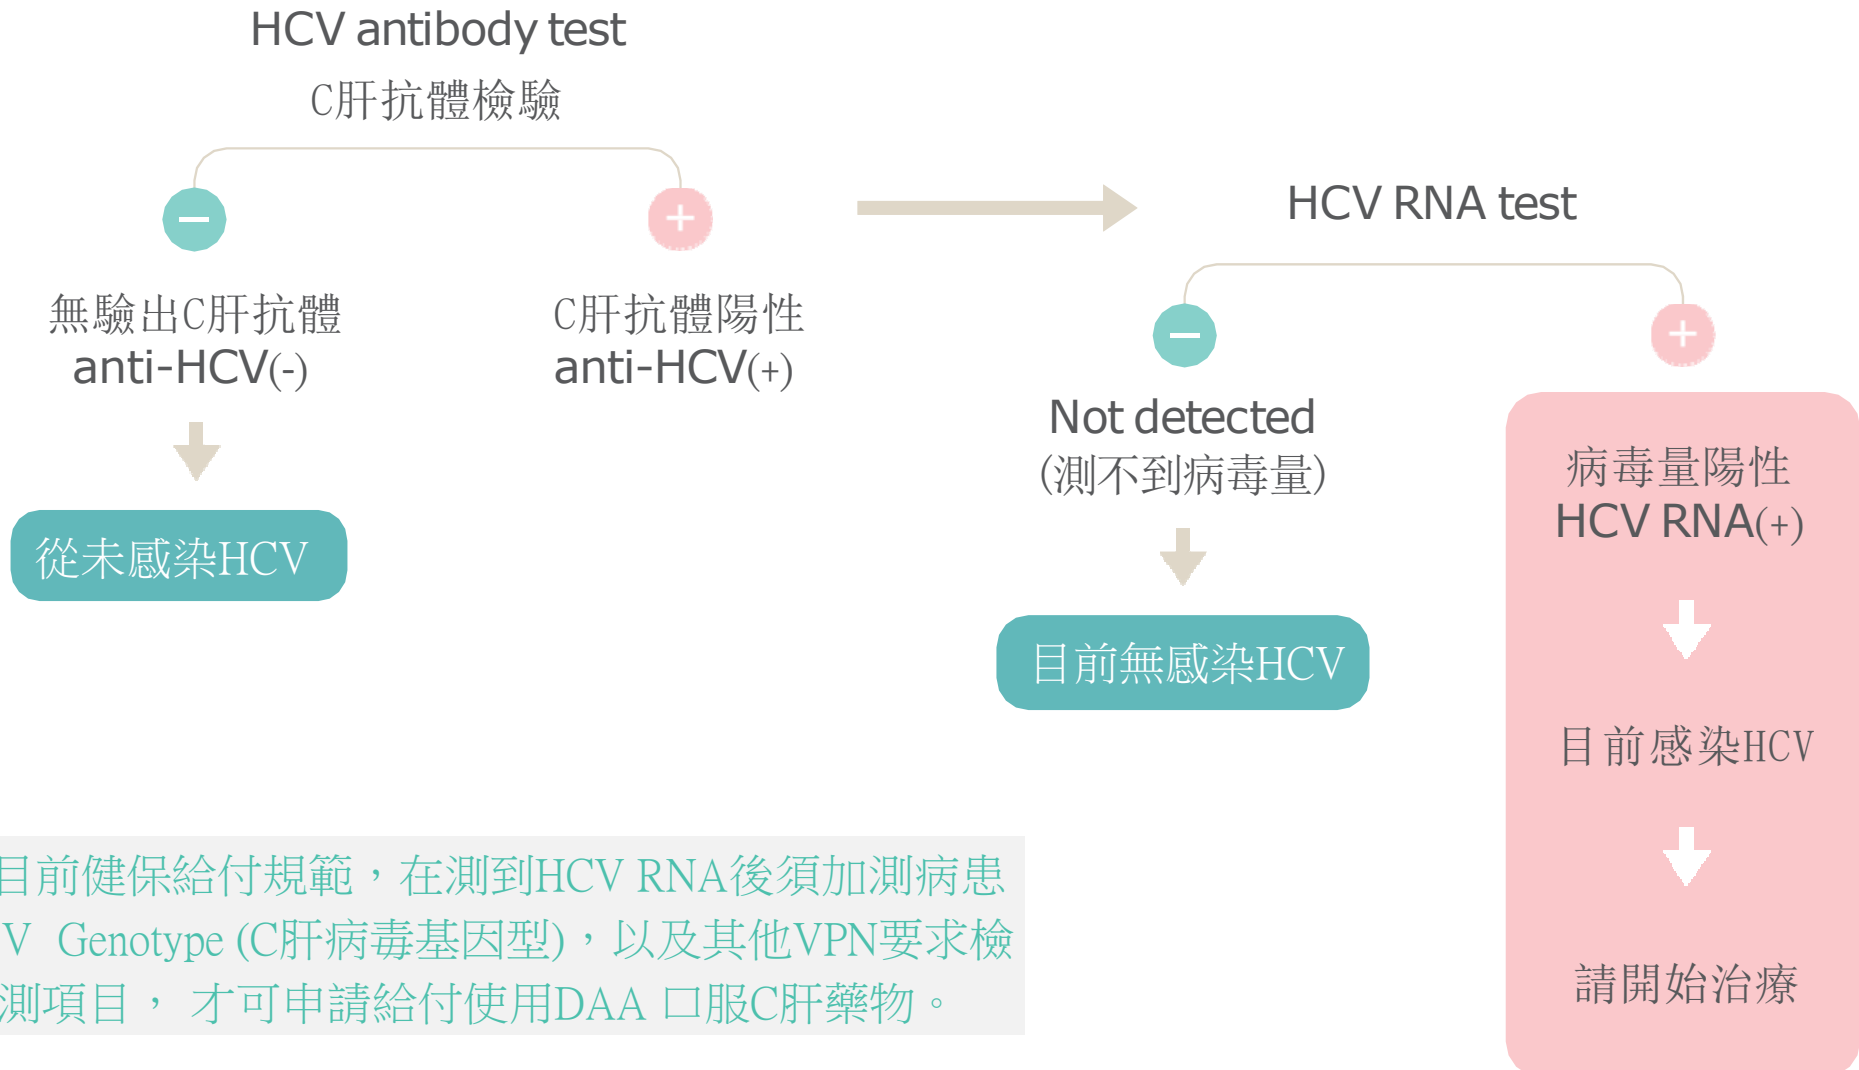 HCV antibody test
C肝抗體檢驗
無驗出C肝抗體
anti-HCV(-)
從未感染HCV
C肝抗體陽性
anti-HCV(+)
HCV RNA test
Not detected
(測不到病毒量)
目前無感染HCV
病毒量陽性
HCV RNA(+)
目前感染HCV
請開始治療
目前健保給付規範，在測到HCV RNA後須加測病患
V Genotype (C肝病毒基因型)，以及其他VPN要求檢
測項目， 才可申請給付使用DAA 口服C肝藥物。